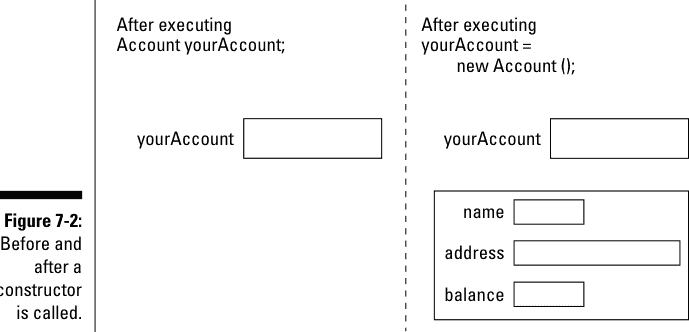 After executing
Account yourAccount;
After executing
yourAccount =
new Account ();
yourAccount
yourAccount
name
address
balance
Figure 7-2:
Before and
after a
constructor
is called.